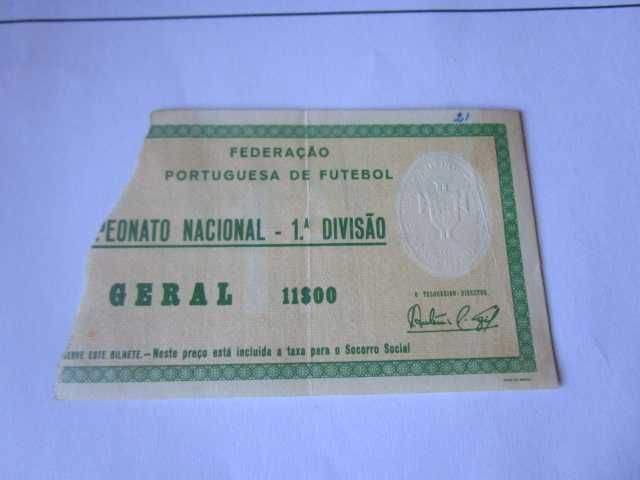 21
FEDERAÇÃO
PORTUGUESA DE FUTEBOL
PEONATO NACIONAL - 1.ª DIVISÃO
GERAL 11$00
O TESOUREIRO-DIRECTOR,
ERVE ESTE BILHETE.—Neste preço está incluída a taxa para o Socorro Social